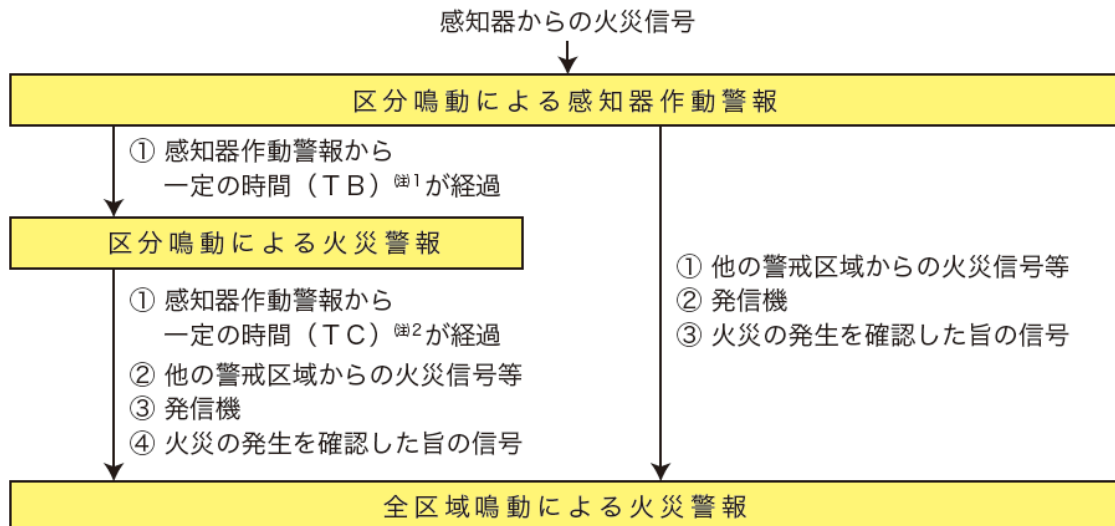 感知器からの火災信号
区分鳴動による感知器作動警報
① 感知器作動警報から
一定の時間（ＴＢ）㊟1が経過
区分鳴動による火災警報
① 感知器作動警報から
一定の時間（ＴＣ）㊟2が経過
② 他の警戒区域からの火災信号等
③ 発信機
④ 火災の発生を確認した旨の信号
① 他の警戒区域からの火災信号等
② 発信機
③ 火災の発生を確認した旨の信号
全区域鳴動による火災警報